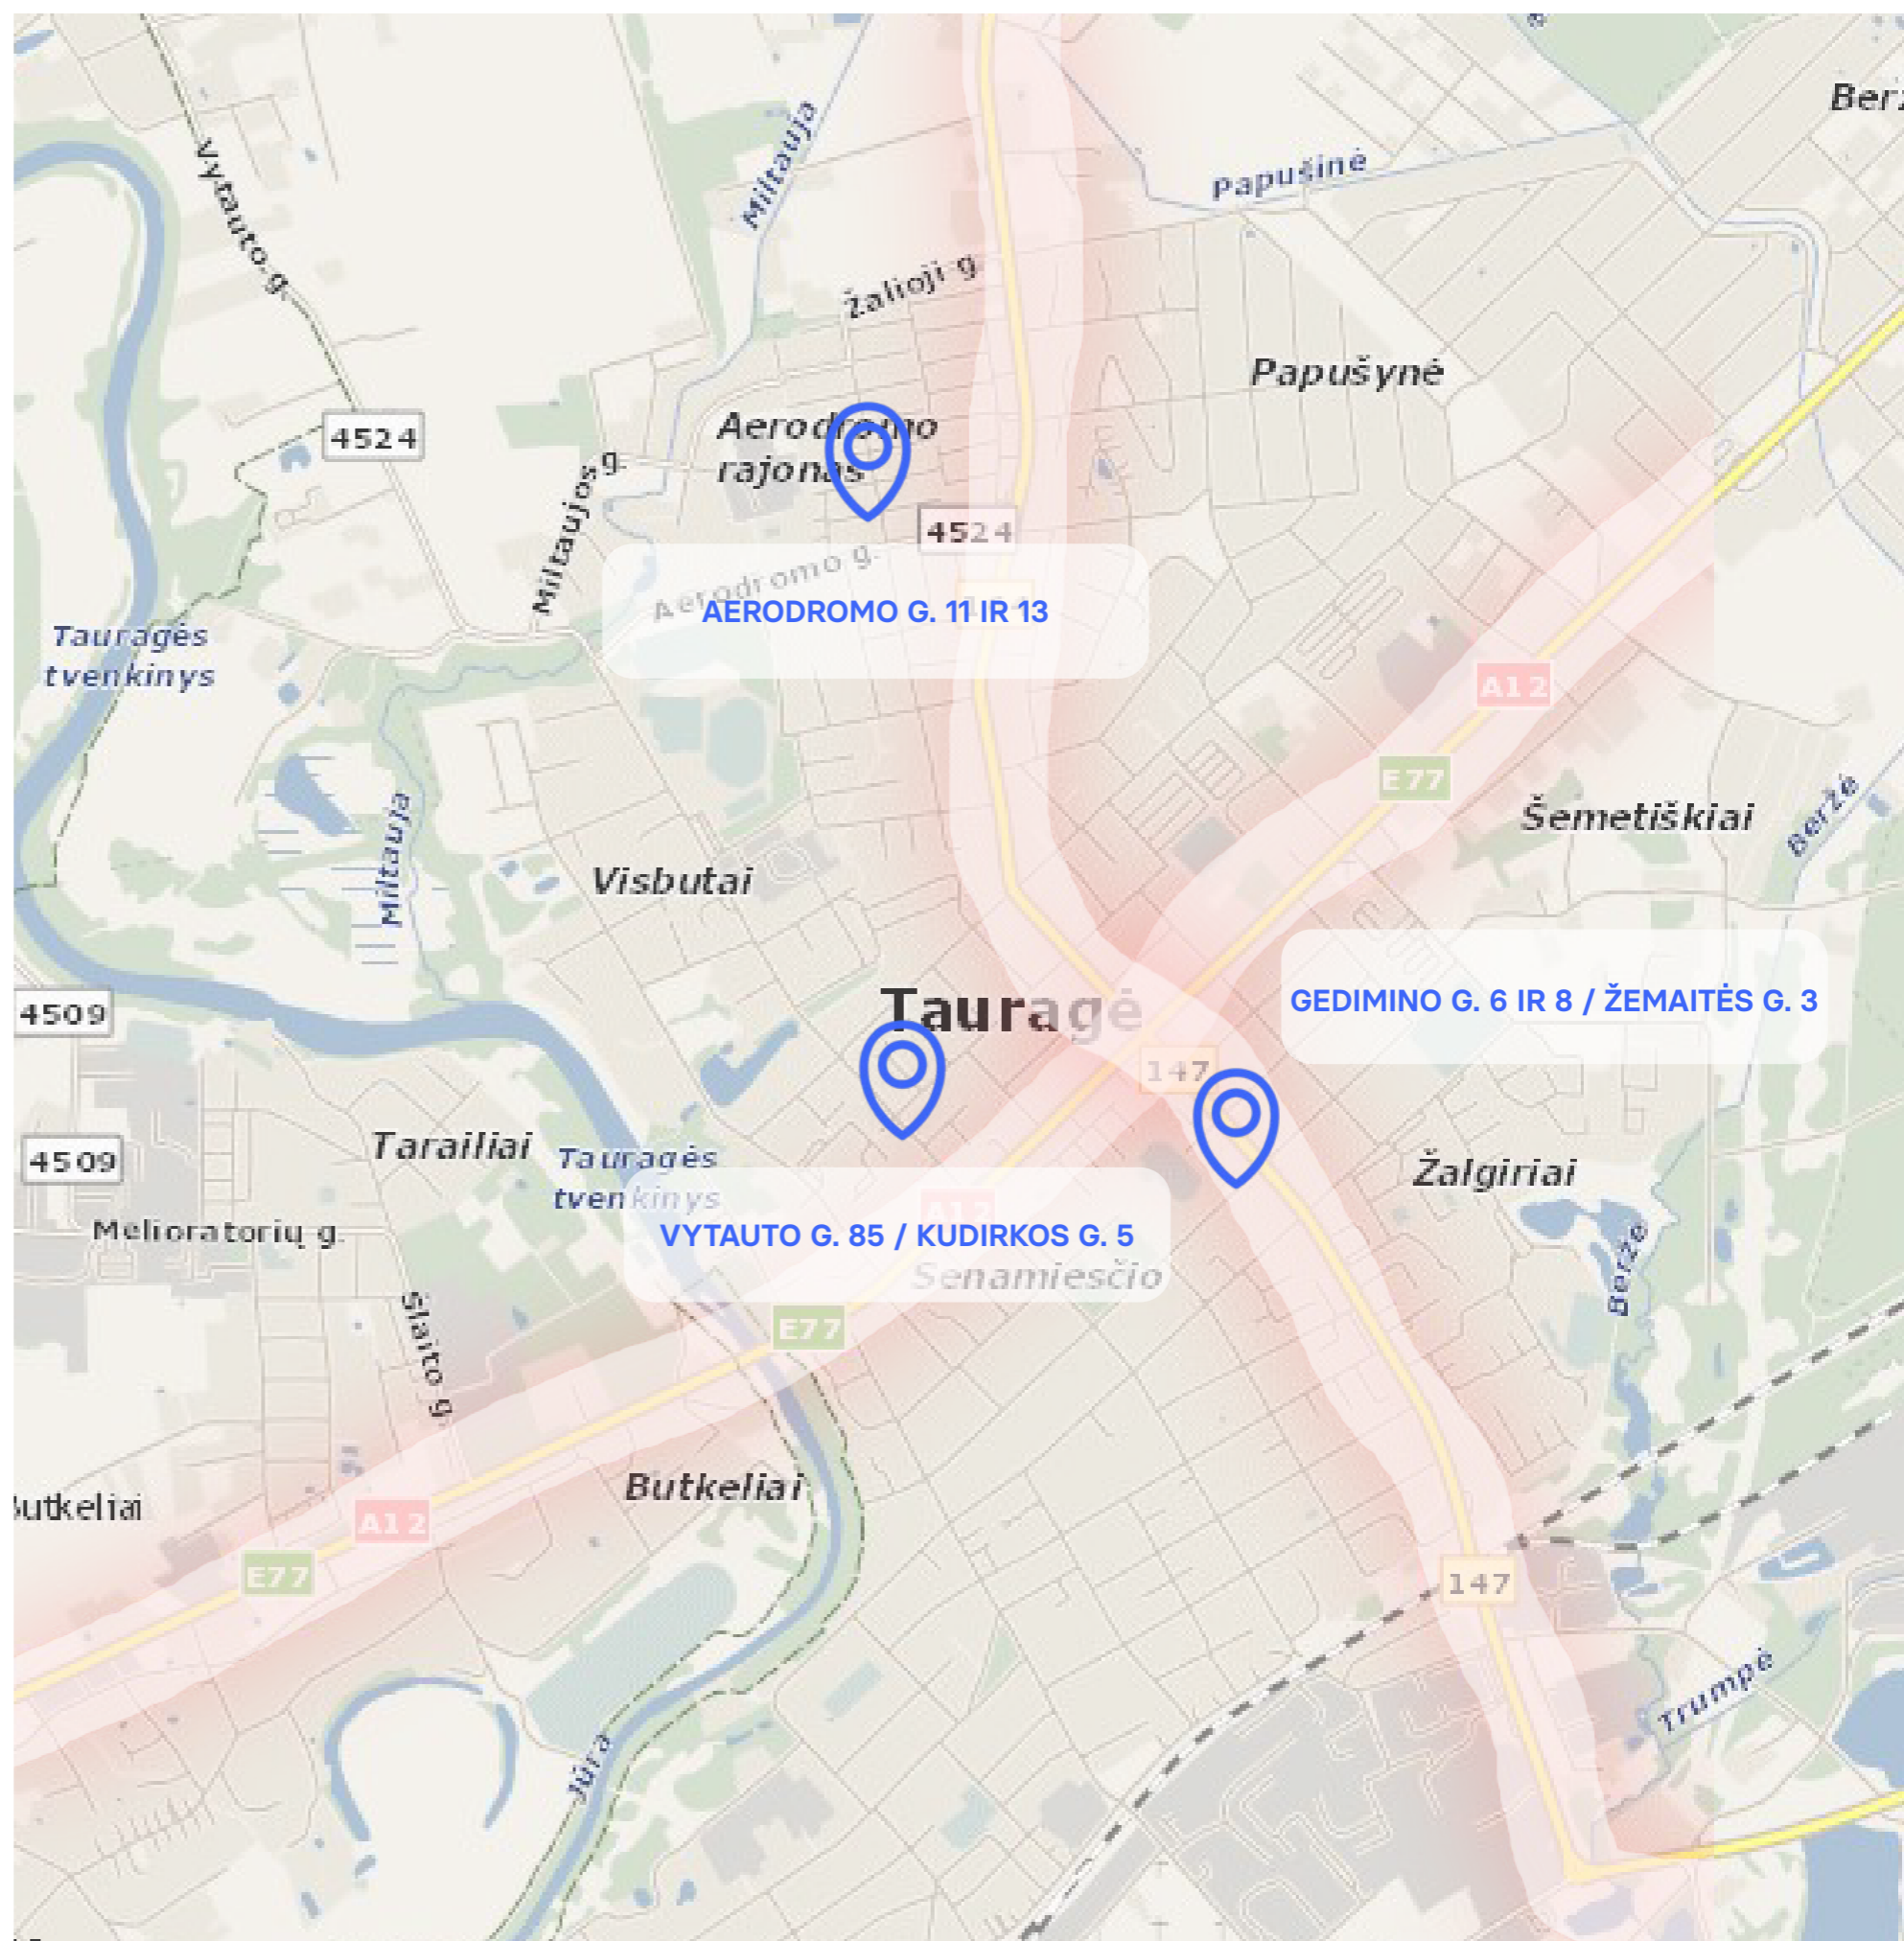 Berž
Miltauja
Vytauto g.
Papušinė
Žalioji g.
Papušynė
Aerodromo
rajonas
4524
Miltaujos g.
4524
Aerodromo g.
AERODROMO G. 11 IR 13
Tauragės
tvenkinys
A12
E77
Šemetiškiai
Beržė
Miltauja
Visbutai
Tauragė
GEDIMINO G. 6 IR 8 / ŽEMAITĖS G. 3
4509
147
Tarailiai
Tauragės
tvenkinys
4509
Žalgiriai
A12
Melioratorių g.
VYTAUTO G. 85 / KUDIRKOS G. 5
Senamiesčio
Beržė
E77
Šlaito g.
Butkeliai
utkeliai
A12
E77
147
Trumpė
Jūra